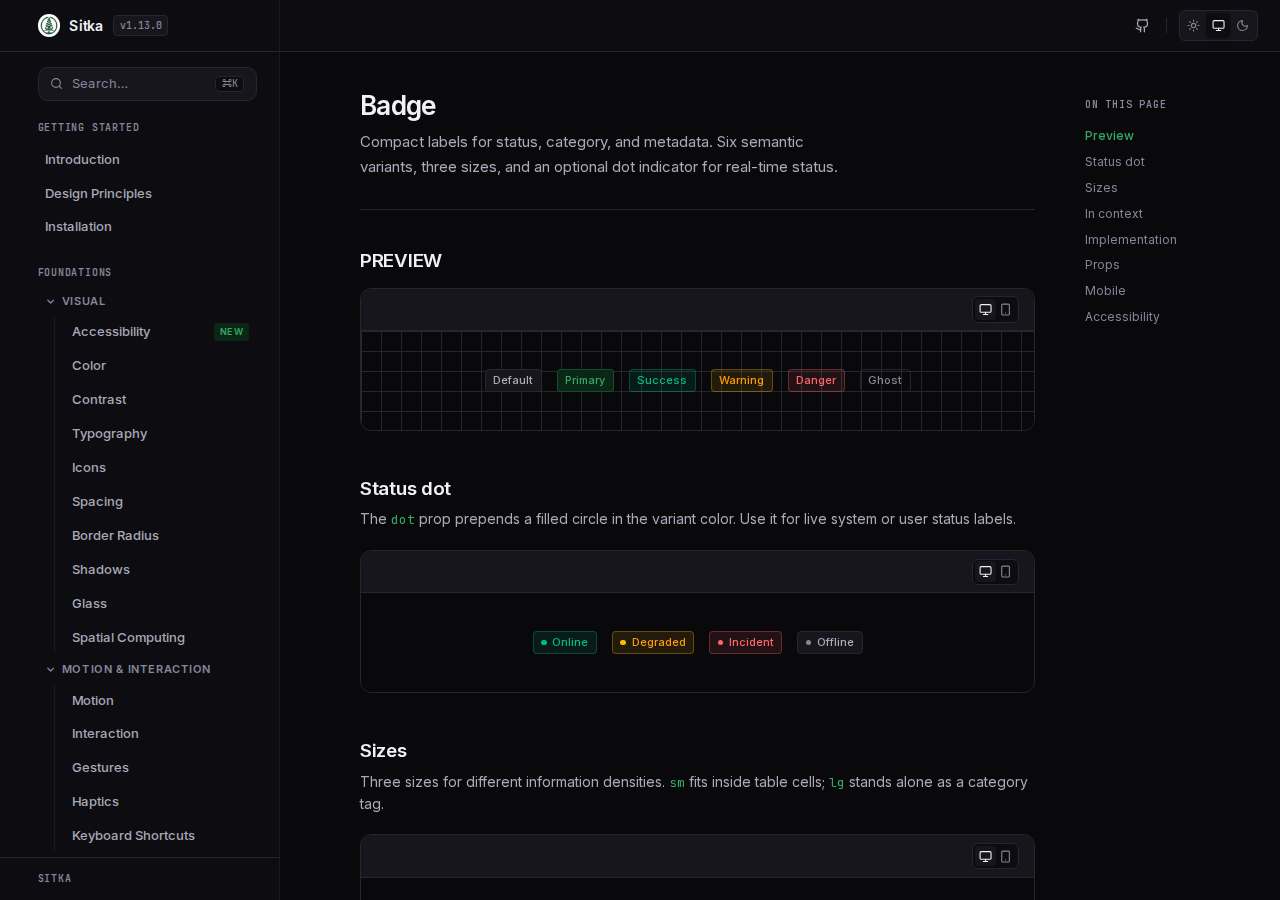 Sitka
v1.13.0
Search...
⌘K
GETTING STARTED
Introduction
Design Principles
Installation
FOUNDATIONS
VISUAL
Accessibility
NEW
Color
Contrast
Typography
Icons
Spacing
Border Radius
Shadows
Glass
Spatial Computing
MOTION & INTERACTION
Motion
Interaction
Gestures
Haptics
Keyboard Shortcuts
SITKA
Badge
Compact labels for status, category, and metadata. Six semantic
variants, three sizes, and an optional dot indicator for real-time status.
PREVIEW
Default
Primary
Success
Warning
Danger
Ghost
Status dot
The dot prop prepends a filled circle in the variant color. Use it for live system or user status labels.
Online
Degraded
Incident
Offline
Sizes
Three sizes for different information densities. sm fits inside table cells; lg stands alone as a category
tag.
ON THIS PAGE
Preview
Status dot
Sizes
In context
Implementation
Props
Mobile
Accessibility